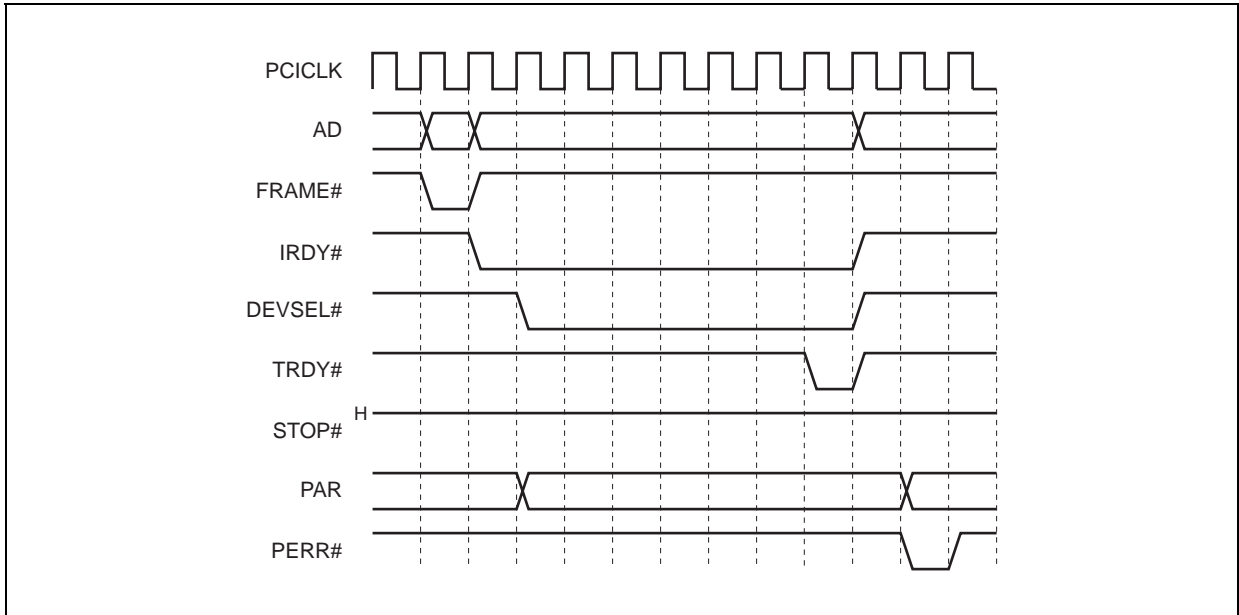 PCICLK
AD
FRAME#
IRDY#
DEVSEL#
TRDY#
H
STOP#
PAR
PERR#